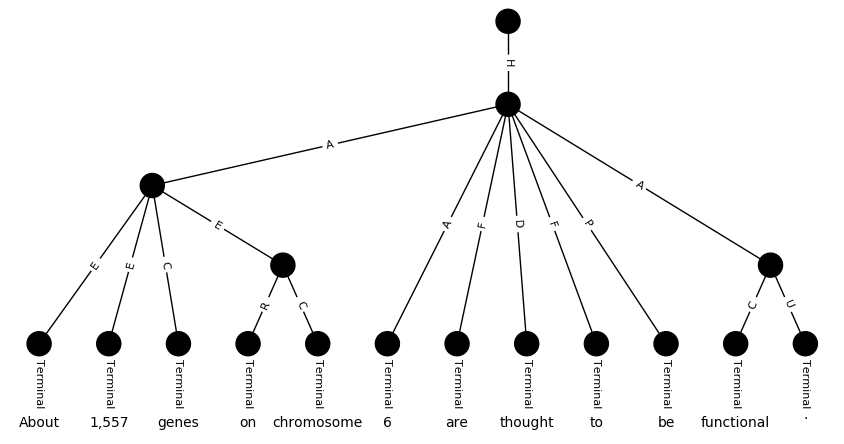 H
A
A F D F P A
E E C E
R C
C U
Terminal Terminal Terminal Terminal Terminal Terminal Terminal Terminal Terminal Terminal Terminal Terminal
About 1,557 genes on chromosome 6 are thought to be functional .